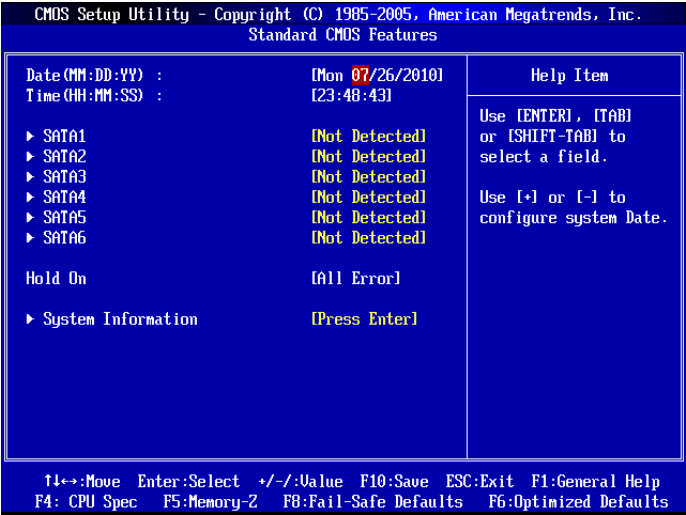 CMOS Setup Utility - Copyright (C) 1985-2005, American Megatrends, Inc.
Standard CMOS Features
Date(MM:DD:YY) : [Mon 07/26/2010]
Time(HH:MM:SS) : [23:48:43]
SATA1 [Not Detected]
SATA2 [Not Detected]
SATA3 [Not Detected]
SATA4 [Not Detected]
SATA5 [Not Detected]
SATA6 [Not Detected]
Hold On [All Error]
System Information [Press Enter]
Help Item
Use [ENTER], [TAB]
or [SHIFT-TAB] to
select a field.
Use [+] or [-] to
configure system Date.
↑↓←→:Move Enter:Select +/-/:Value F10:Save ESC:Exit F1:General Help
F4: CPU Spec F5:Memory-Z F8:Fail-Safe Defaults F6:Optimized Defaults